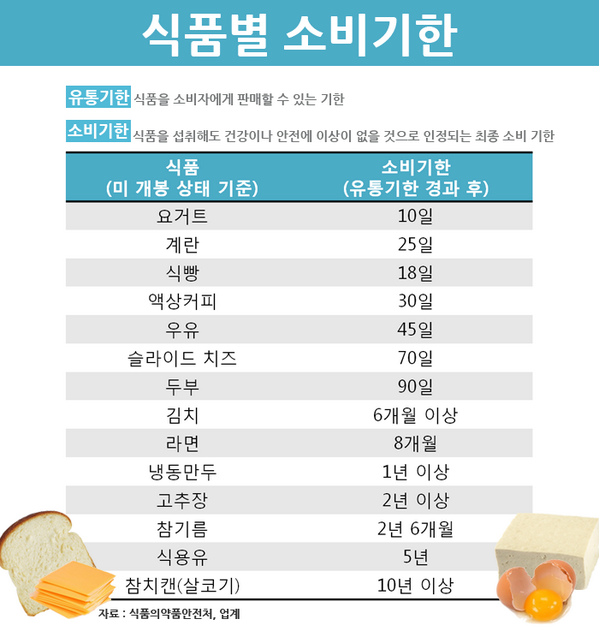 식품별 소비기한
유통기한 식품을 소비자에게 판매할 수 있는 기한
소비기한 식품을 섭취해도 건강이나 안전에 이상이 없을 것으로 인정되는 최종 소비 기한
식품 소비기한
(미 개봉 상태 기준) (유통기한 경과 후)
요거트 10일
계란 25일
식빵 18일
액상커피 30일
우유 45일
슬라이드 치즈 70일
두부 90일
김치 6개월 이상
라면 8개월
냉동만두 1년 이상
고추장 2년 이상
참기름 2년 6개월
식용유 5년
참치캔(살코기) 10년 이상
자료 : 식품의약품안전처, 업계